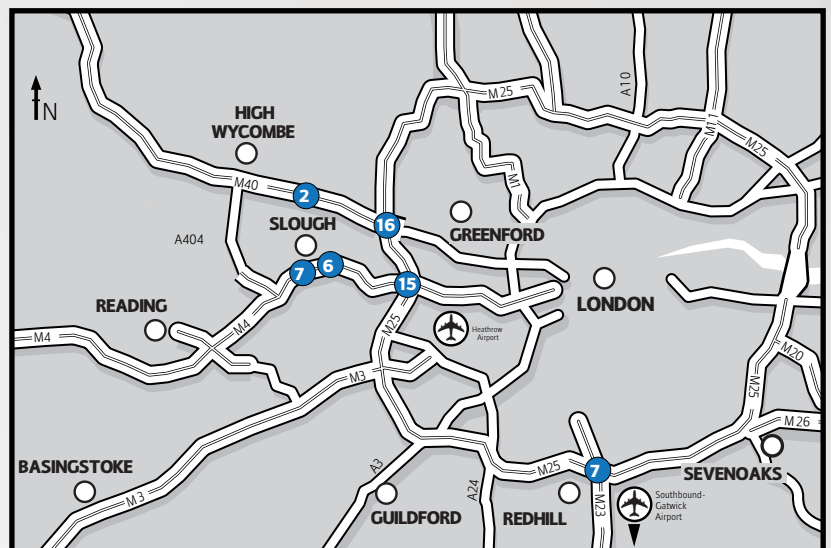 M25
A10
M11
M25
N
HIGH
WYCOMBE
M1
M40
2
A404
SLOUGH
16
GREENFORD
7
6
15
LONDON
READING
M4
M4
M25
Heathrow
Airport
M3
M20
M25
M26
BASINGSTOKE
M3
A3
A24
M25
7
SEVENOAKS
GUILDFORD
REDHILL
M23
Southbound-
Gatwick
Airport